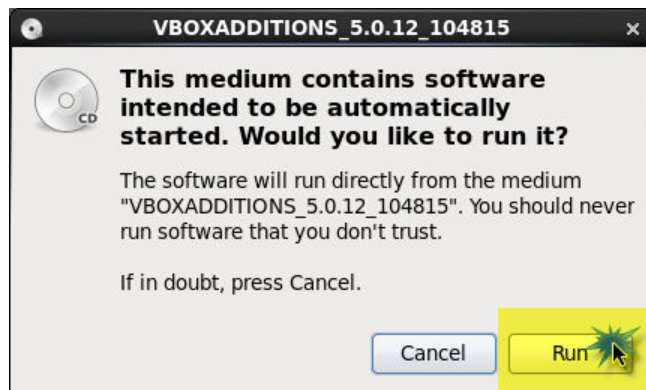 VBOXADDITIONS_5.0.12_104815
This medium contains software
intended to be automatically
started. Would you like to run it?
CD
The software will run directly from the medium
"VBOXADDITIONS_5.0.12_104815". You should never
run software that you don't trust.
If in doubt, press Cancel.
Cancel
Run